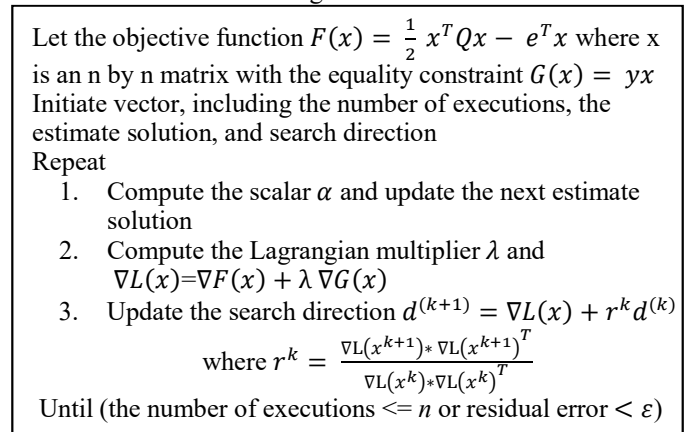 Let the objective function F(x) = 1/2 x^T Qx − e^T x where x
is an n by n matrix with the equality constraint G(x) = yx
Initiate vector, including the number of executions, the
estimate solution, and search direction
Repeat
1. Compute the scalar α and update the next estimate
solution
2. Compute the Lagrangian multiplier λ and
∇L(x)=∇F(x) + λ ∇G(x)
3. Update the search direction d^(k+1) = ∇L(x) + r^k d^(k)
where r^k = ∇L(x^(k+1))* ∇L(x^(k+1))^T / ∇L(x^k)*∇L(x^k)^T
Until (the number of executions <= n or residual error < ε)